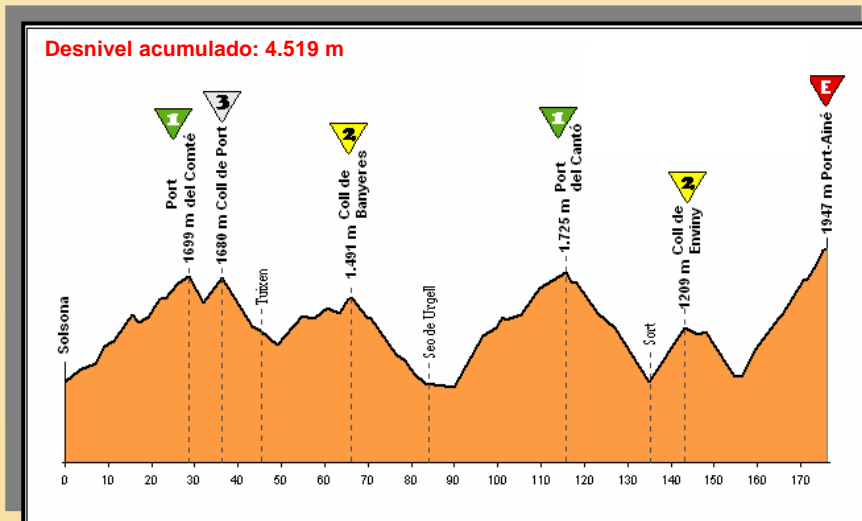 Desnivel acumulado: 4.519 m
Solsona
1
Port
1699 m del Comté
3
1680 m Coll de Port
Tuixen
2
1.491 m Coll de
Banyeres
Seo de Urgell
1
1.725 m Port
del Cantó
Sort
2
1209 m Coll de
Enviny
E
1947 m Port-Ainé
0 10 20 30 40 50 60 70 80 90 100 110 120 130 140 150 160 170